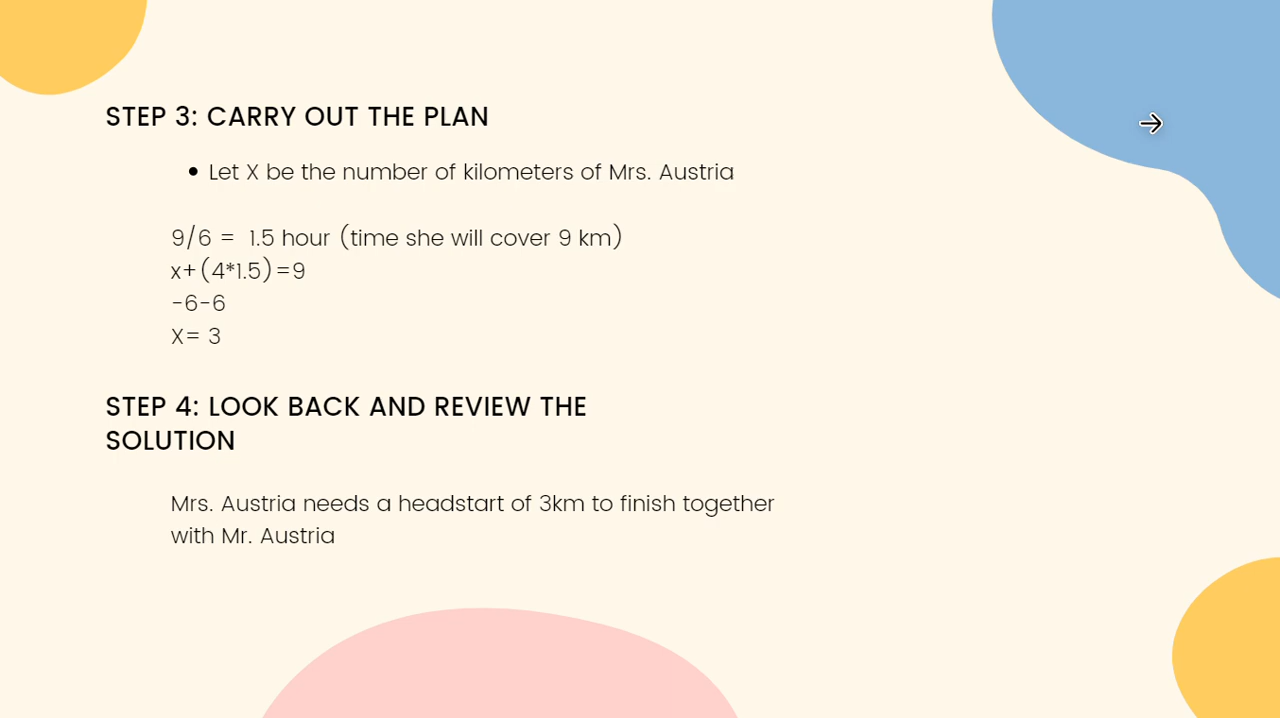 STEP 3: CARRY OUT THE PLAN
• Let X be the number of kilometers of Mrs. Austria
9/6 = 1.5 hour (time she will cover 9 km)
x+(4*1.5)=9
-6-6
X= 3
STEP 4: LOOK BACK AND REVIEW THE
SOLUTION
Mrs. Austria needs a headstart of 3km to finish together
with Mr. Austria